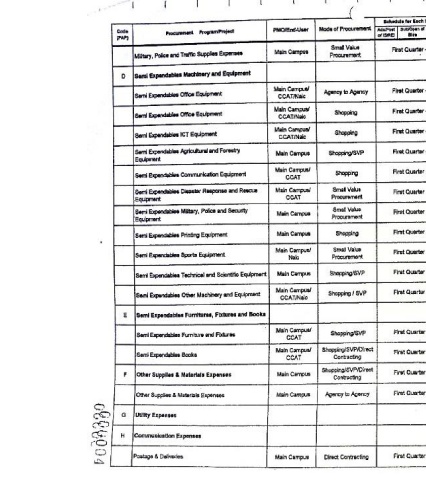 Schedule for Each
Code (PAP) Procurement Program/Project PMO/End-User Mode of Procurement Ads/Post of IB/REI Sub/Open of Bids
Military, Police and Traffic Supplies Expenses Main Campus Small Value Procurement First Quarter
D Semi Expendables Machinery and Equipment
Semi Expendables Office Equipment Main Campus/ CCAT/Naic Agency to Agency First Quarter
Semi Expendables Office Equipment Main Campus/ CCAT/Naic Shopping First Quarter
Semi Expendables ICT Equipment Main Campus/ CCAT/Naic Shopping First Quarter
Semi Expendables Agricultural and Forestry Equipment Main Campus Shopping/SVP First Quarter
Semi Expendables Communication Equipment Main Campus/ CCAT Shopping First Quarter
Semi Expendables Disaster Response and Rescue Equipment Main Campus/ CCAT Small Value Procurement First Quarter
Semi Expendables Military, Police and Security Equipment Main Campus Small Value Procurement First Quarter
Semi Expendables Printing Equipment Main Campus Shopping First Quarter
Semi Expendables Sports Equipment Main Campus/ Naic Small Value Procurement First Quarter
Semi Expendables Technical and Scientific Equipment Main Campus Shopping/SVP First Quarter
Semi Expendables Other Machinery and Equipment Main Campus/ CCAT/Naic Shopping / SVP First Quarter
E Semi Expendables Furnitures, Fixtures and Books
Semi Expendables Furniture and Fixtures Main Campus/ CCAT Shopping/SVP First Quarter
Semi Expendables Books Main Campus/ CCAT Shopping/SVP/Direct Contracting First Quarter
F Other Supplies & Materials Expenses Main Campus Shopping/SVP/Direct Contracting First Quarter
Other Supplies & Materials Expenses Main Campus Agency to Agency First Quarter
G Utility Expenses
H Communication Expenses
Postage & Deliveries Main Campus Direct Contracting First Quarter